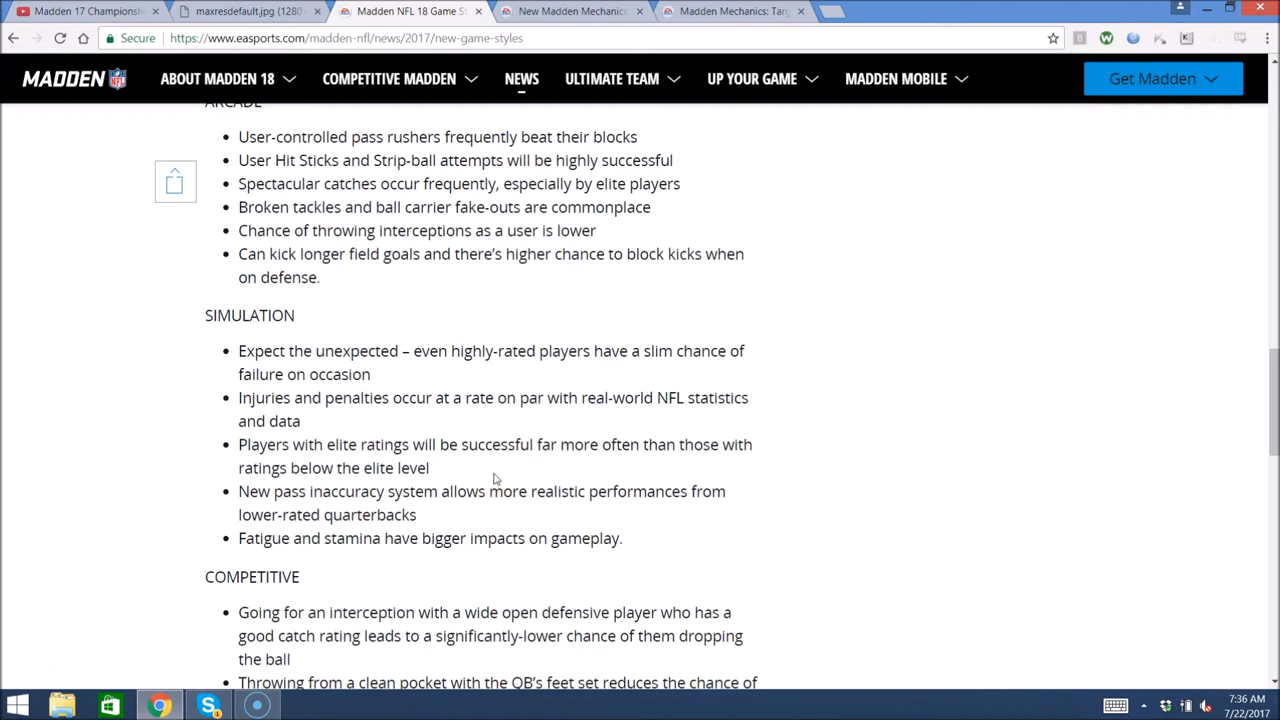 Madden 17 Championsh
maxresdefault.jpg (1280
Madden NFL 18 Game S
New Madden Mechanics
Madden Mechanics: Targ
Secure
https://www.easports.com/madden-nfl/news/2017/new-game-styles
MADDEN NFL
ABOUT MADDEN 18
COMPETITIVE MADDEN
NEWS
ULTIMATE TEAM
UP YOUR GAME
MADDEN MOBILE
Get Madden
ARCADE
• User-controlled pass rushers frequently beat their blocks
• User Hit Sticks and Strip-ball attempts will be highly successful
• Spectacular catches occur frequently, especially by elite players
• Broken tackles and ball carrier fake-outs are commonplace
• Chance of throwing interceptions as a user is lower
• Can kick longer field goals and there's higher chance to block kicks when
on defense.
SIMULATION
• Expect the unexpected – even highly-rated players have a slim chance of
failure on occasion
• Injuries and penalties occur at a rate on par with real-world NFL statistics
and data
• Players with elite ratings will be successful far more often than those with
ratings below the elite level
• New pass inaccuracy system allows more realistic performances from
lower-rated quarterbacks
• Fatigue and stamina have bigger impacts on gameplay.
COMPETITIVE
• Going for an interception with a wide open defensive player who has a
good catch rating leads to a significantly-lower chance of them dropping
the ball
• Throwing from a clean pocket with the QB's feet set reduces the chance of
7:36 AM
7/22/2017